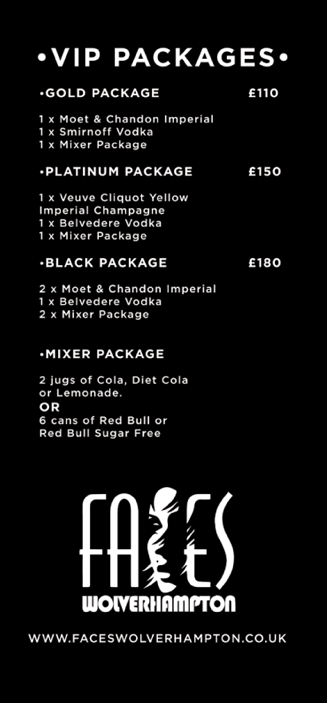 •VIP PACKAGES•
•GOLD PACKAGE £110
1 x Moet & Chandon Imperial
1 x Smirnoff Vodka
1 x Mixer Package
•PLATINUM PACKAGE £150
1 x Veuve Cliquot Yellow
Imperial Champagne
1 x Belvedere Vodka
1 x Mixer Package
•BLACK PACKAGE £180
2 x Moet & Chandon Imperial
1 x Belvedere Vodka
2 x Mixer Package
•MIXER PACKAGE
2 jugs of Cola, Diet Cola
or Lemonade.
OR
6 cans of Red Bull or
Red Bull Sugar Free
FACES
WOLVERHAMPTON
WWW.FACESWOLVERHAMPTON.CO.UK